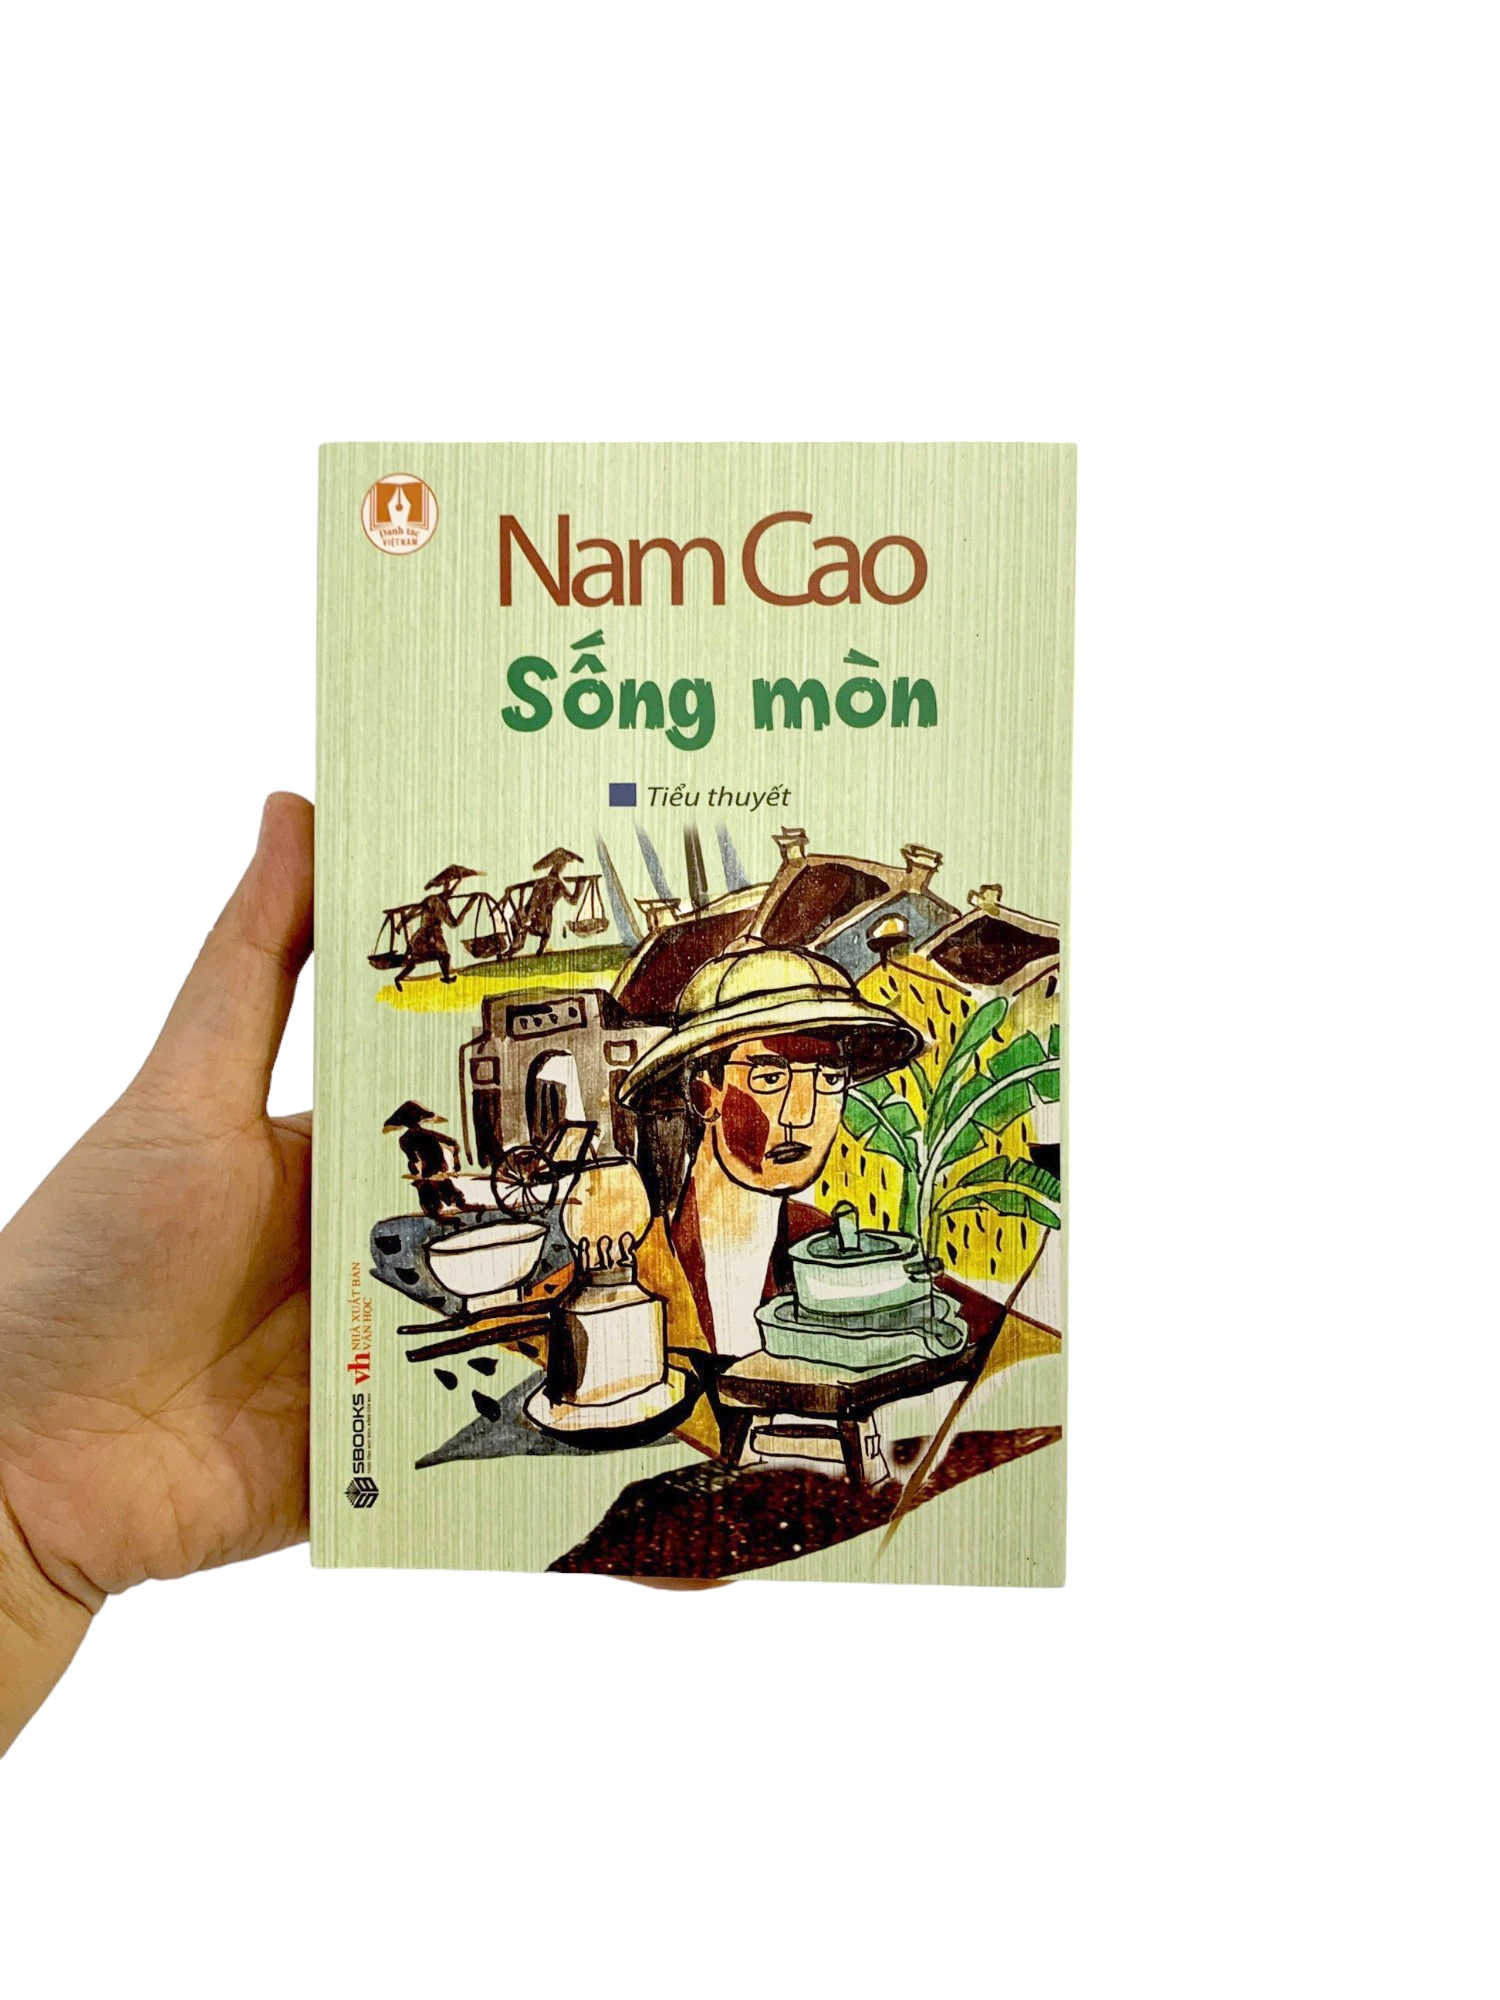 Danh tác
VIỆT NAM
Nam Cao
Sống mòn
Tiểu thuyết
NHÀ XUẤT BẢN
VĂN HỌC
vh
SBOOKS